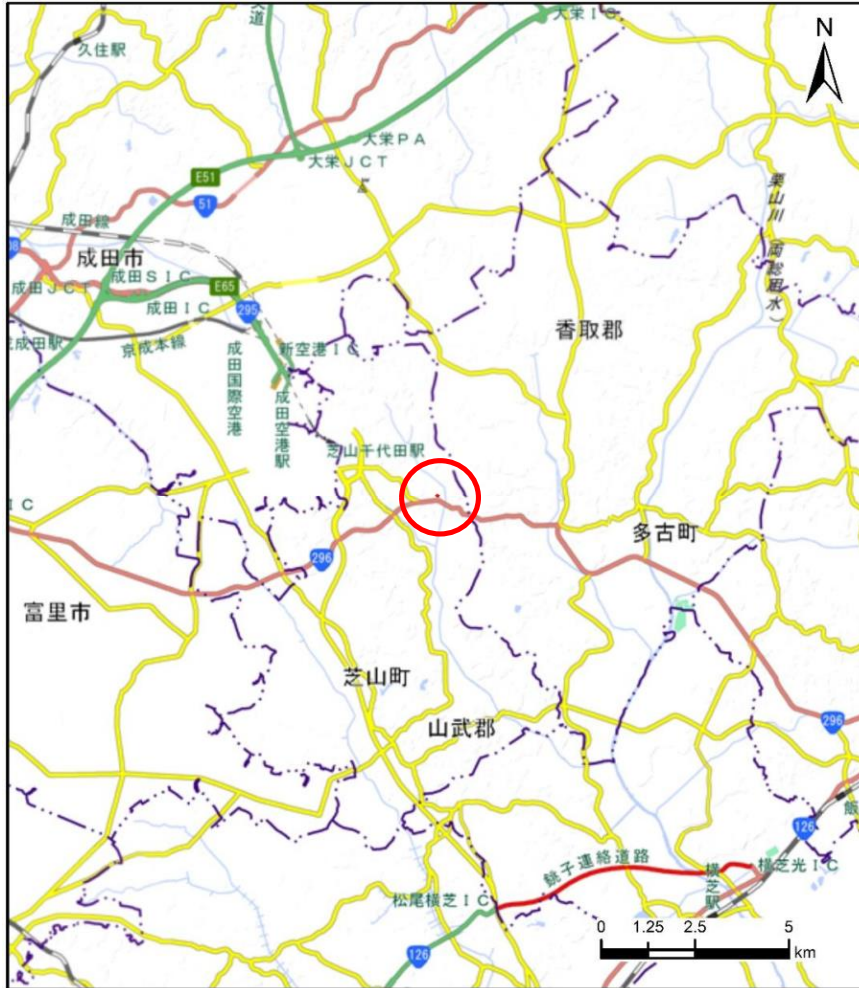 大栄ＩＣ
道
久住駅
N
大栄ＰＡ
大栄ＪＣＴ
E51
51
栗山川（両総用水）
成田線
成田市
成田ＳＩＣ
成田ＪＣＴ
E65
成田ＩＣ
295
香取郡
成田駅
京成本線
新空港ＩＣ
成田国際空港
成田空港駅
芝山千代田駅
ＩＣ
多古町
296
富里市
芝山町
山武郡
296
126
飯
銚子連絡道路
横芝光ＩＣ
横芝駅
松尾横芝ＩＣ
126
0 1.25 2.5 5
km